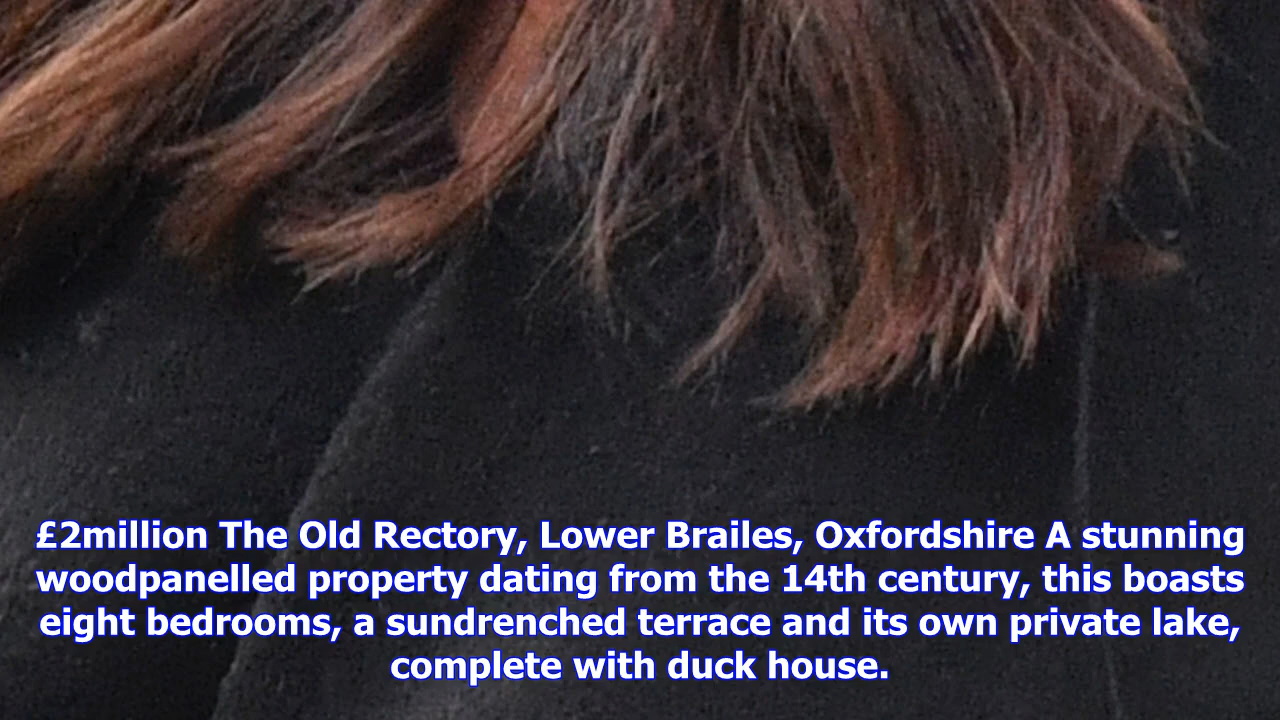 £2million The Old Rectory, Lower Brailes, Oxfordshire A stunning
woodpanelled property dating from the 14th century, this boasts
eight bedrooms, a sundrenched terrace and its own private lake,
complete with duck house.